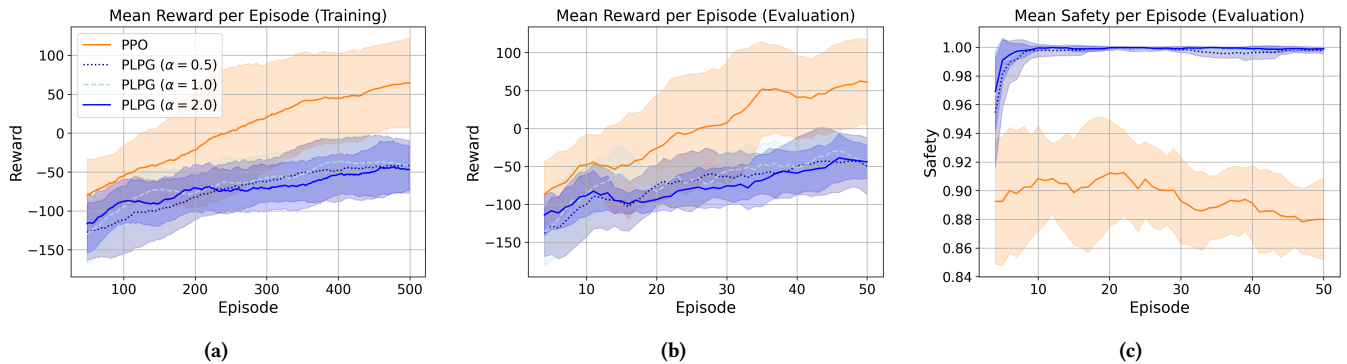 Mean Reward per Episode (Training)
Reward
100
50
0
−50
−100
−150
PPO
PLPG (α = 0.5)
PLPG (α = 1.0)
PLPG (α = 2.0)
100 200 300 400 500
Episode
(a)
Mean Reward per Episode (Evaluation)
Reward
100
50
0
−50
−100
−150
10 20 30 40 50
Episode
(b)
Mean Safety per Episode (Evaluation)
Safety
1.00
0.98
0.96
0.94
0.92
0.90
0.88
0.86
0.84
10 20 30 40 50
Episode
(c)